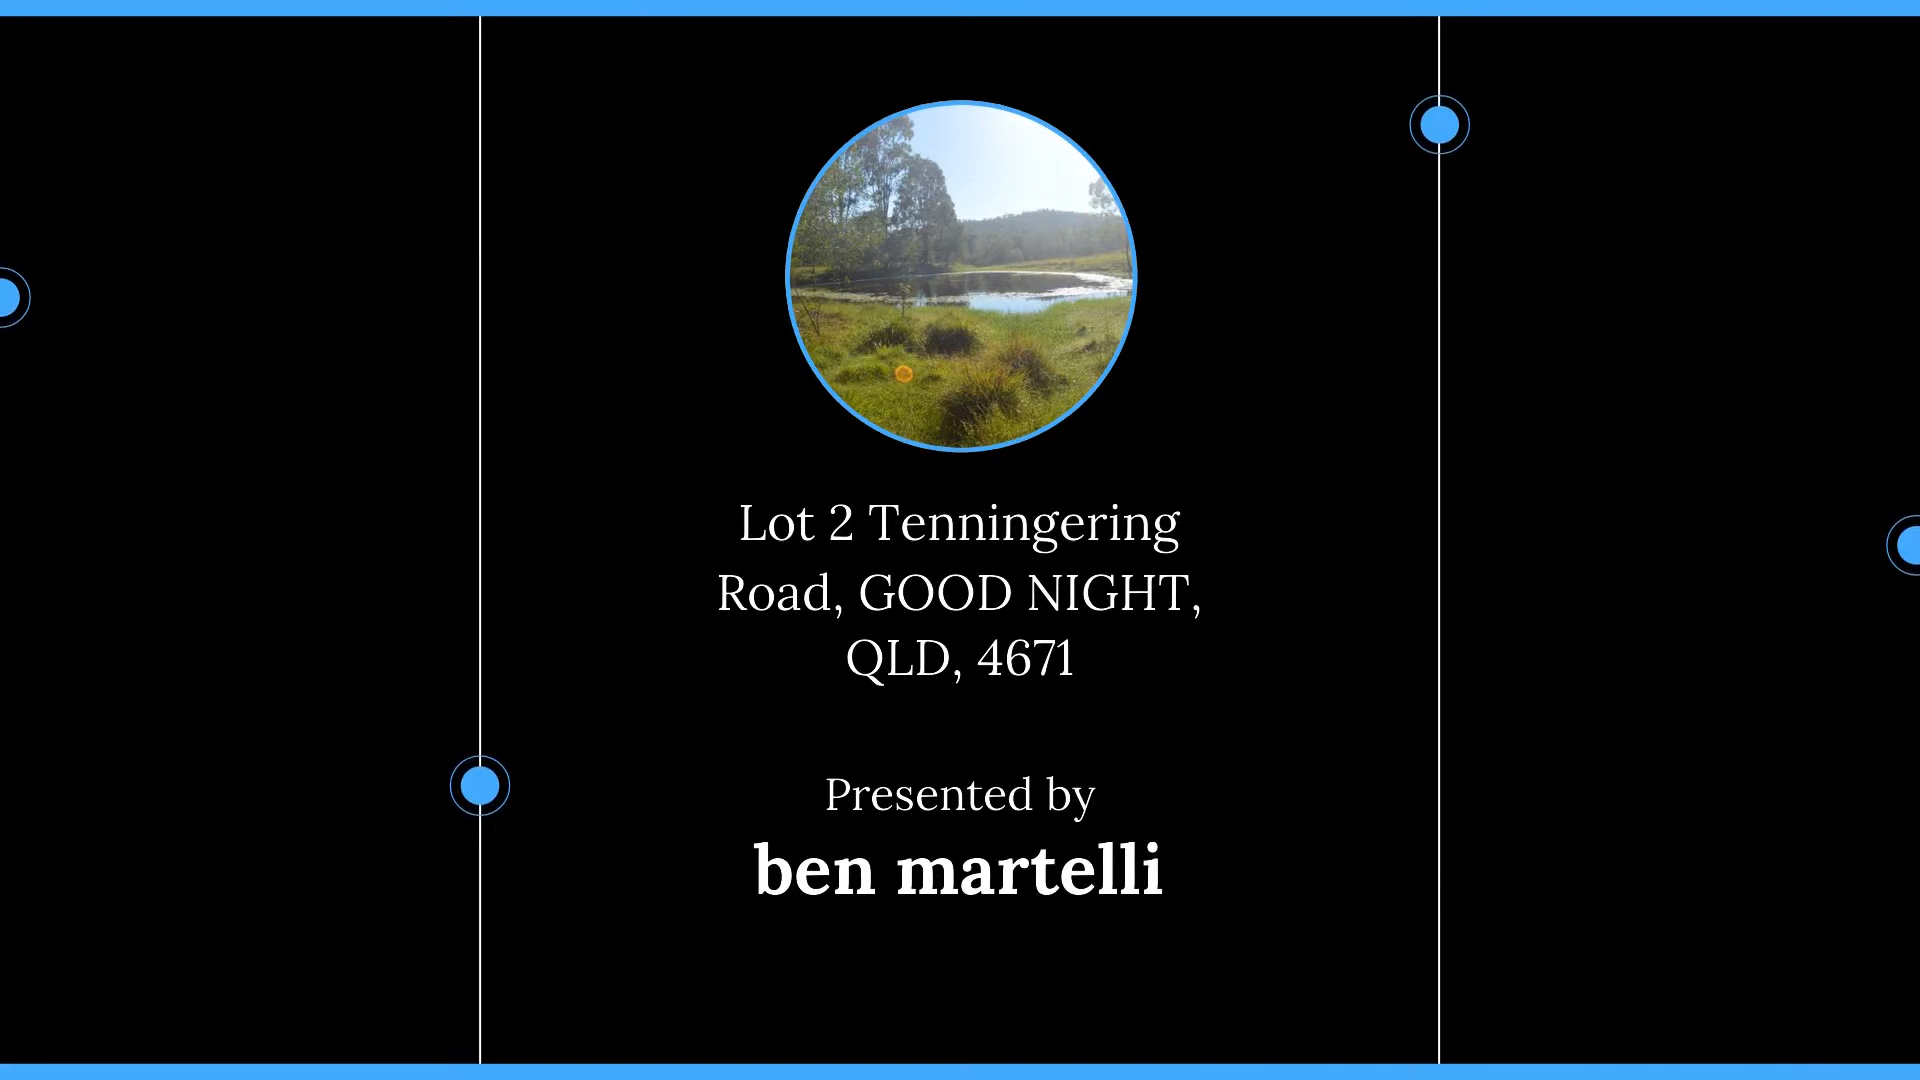 Lot 2 Tenningering
Road, GOOD NIGHT,
QLD, 4671
Presented by
ben martelli